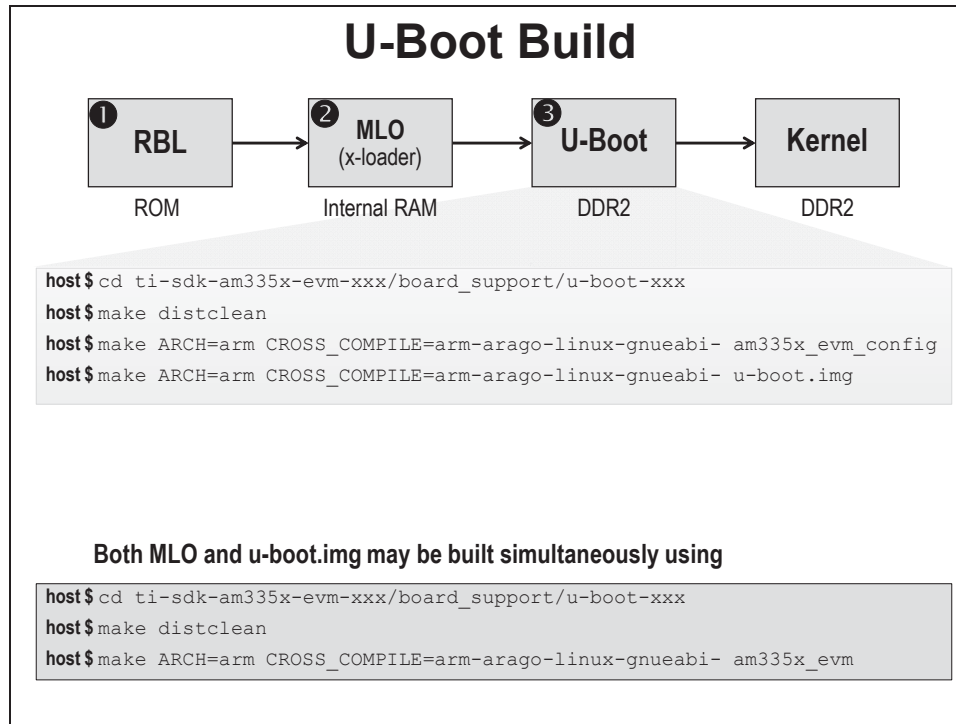 U-Boot Build
❶ ❷ ❸
RBL
MLO
(x-loader)
U-Boot
Kernel
ROM
Internal RAM
DDR2
DDR2
host $ cd ti-sdk-am335x-evm-xxx/board_support/u-boot-xxx
host $ make distclean
host $ make ARCH=arm CROSS_COMPILE=arm-arago-linux-gnueabi- am335x_evm_config
host $ make ARCH=arm CROSS_COMPILE=arm-arago-linux-gnueabi- u-boot.img
Both MLO and u-boot.img may be built simultaneously using
host $ cd ti-sdk-am335x-evm-xxx/board_support/u-boot-xxx
host $ make distclean
host $ make ARCH=arm CROSS_COMPILE=arm-arago-linux-gnueabi- am335x_evm